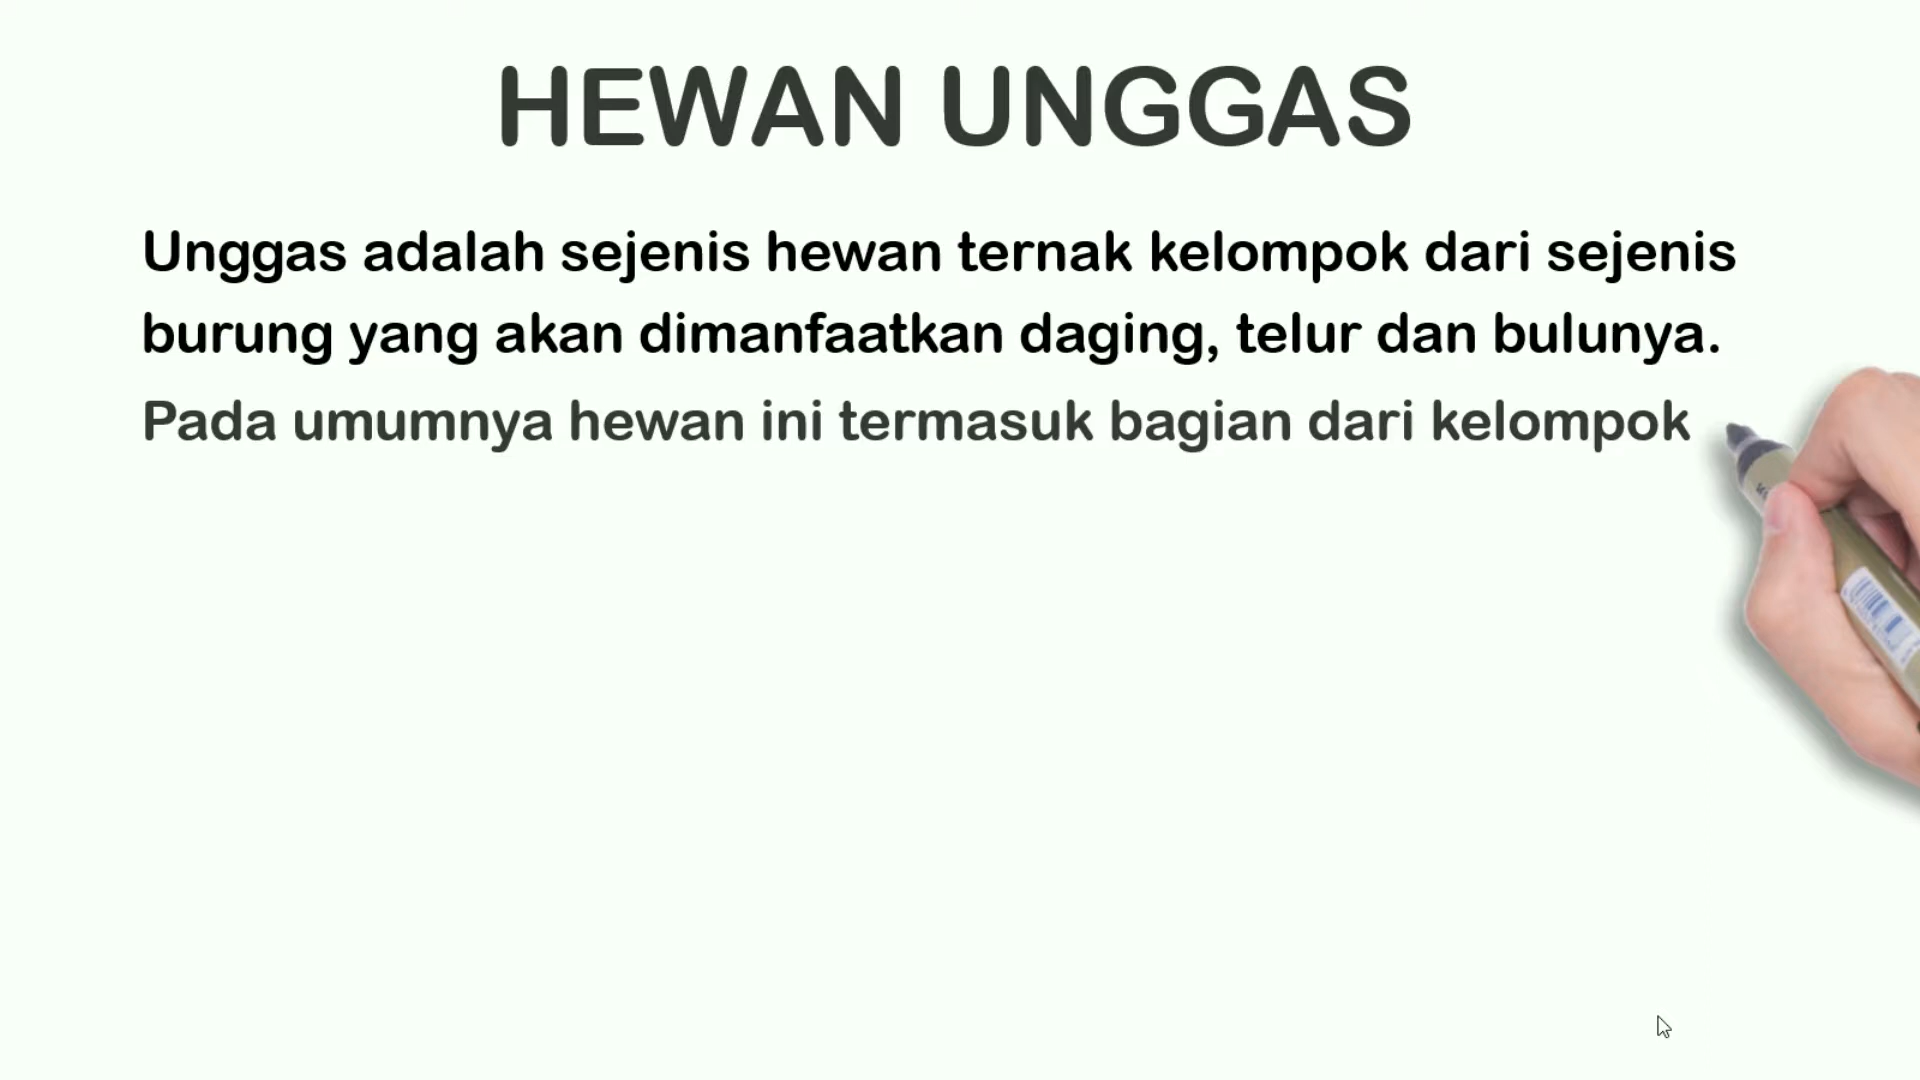 HEWAN UNGGAS
Unggas adalah sejenis hewan ternak kelompok dari sejenis
burung yang akan dimanfaatkan daging, telur dan bulunya.
Pada umumnya hewan ini termasuk bagian dari kelompok